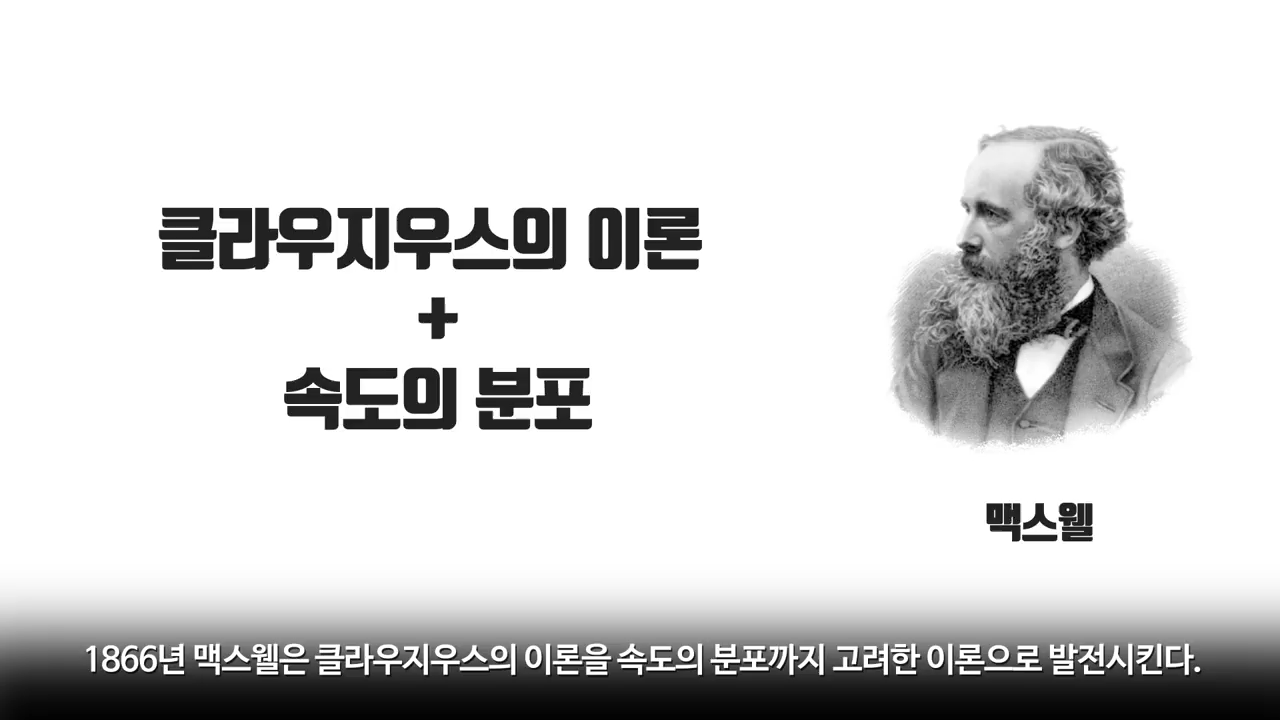 클라우지우스의 이론
+
속도의 분포
맥스웰
1866년 맥스웰은 클라우지우스의 이론을 속도의 분포까지 고려한 이론으로 발전시킨다.